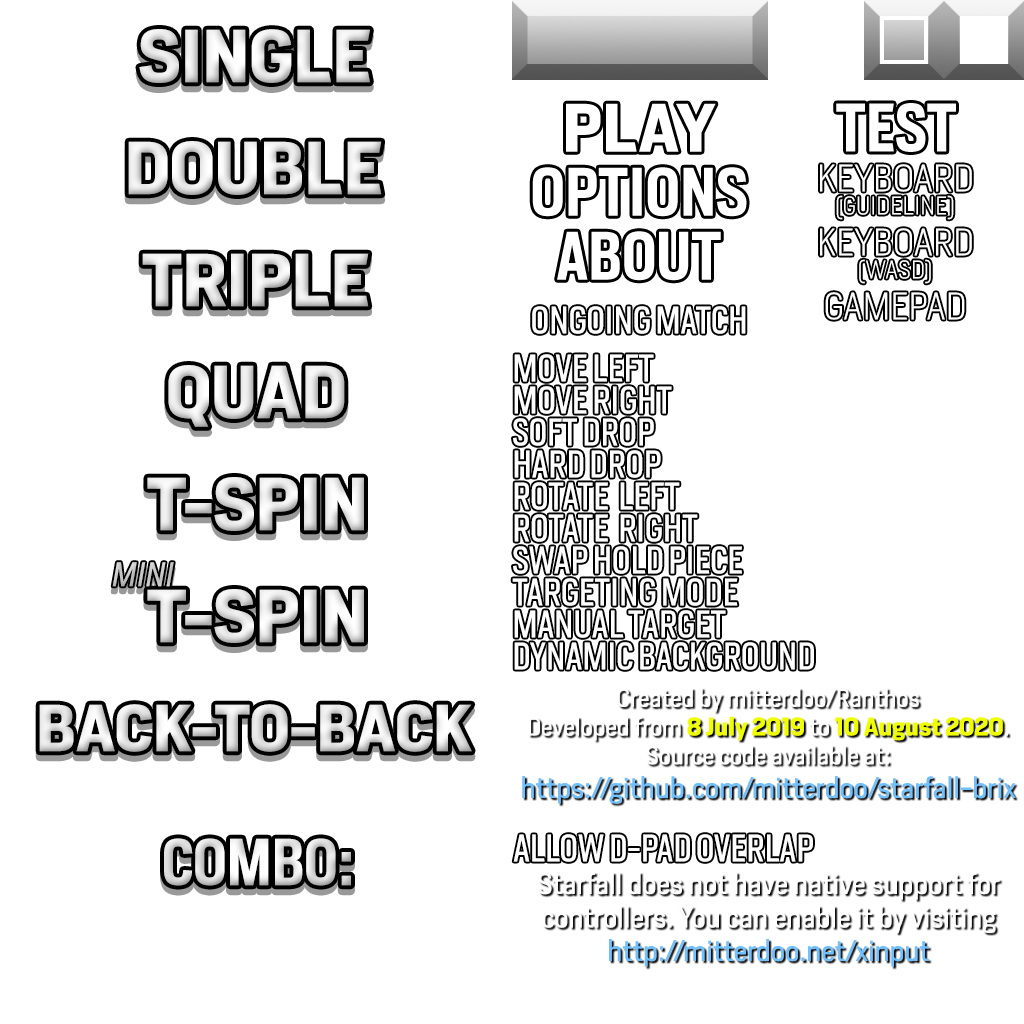 SINGLE
DOUBLE
TRIPLE
QUAD
T-SPIN
MINI
T-SPIN
BACK-TO-BACK
COMBO:
PLAY
OPTIONS
ABOUT
ONGOING MATCH
TEST
KEYBOARD
(GUIDELINE)
KEYBOARD
(WASD)
GAMEPAD
MOVE LEFT
MOVE RIGHT
SOFT DROP
HARD DROP
ROTATE LEFT
ROTATE RIGHT
SWAP HOLD PIECE
TARGETING MODE
MANUAL TARGET
DYNAMIC BACKGROUND
Created by mitterdoo/Ranthos
Developed from 8 July 2019 to 10 August 2020.
Source code available at:
https://github.com/mitterdoo/starfall-brix
ALLOW D-PAD OVERLAP
Starfall does not have native support for
controllers. You can enable it by visiting
http://mitterdoo.net/xinput